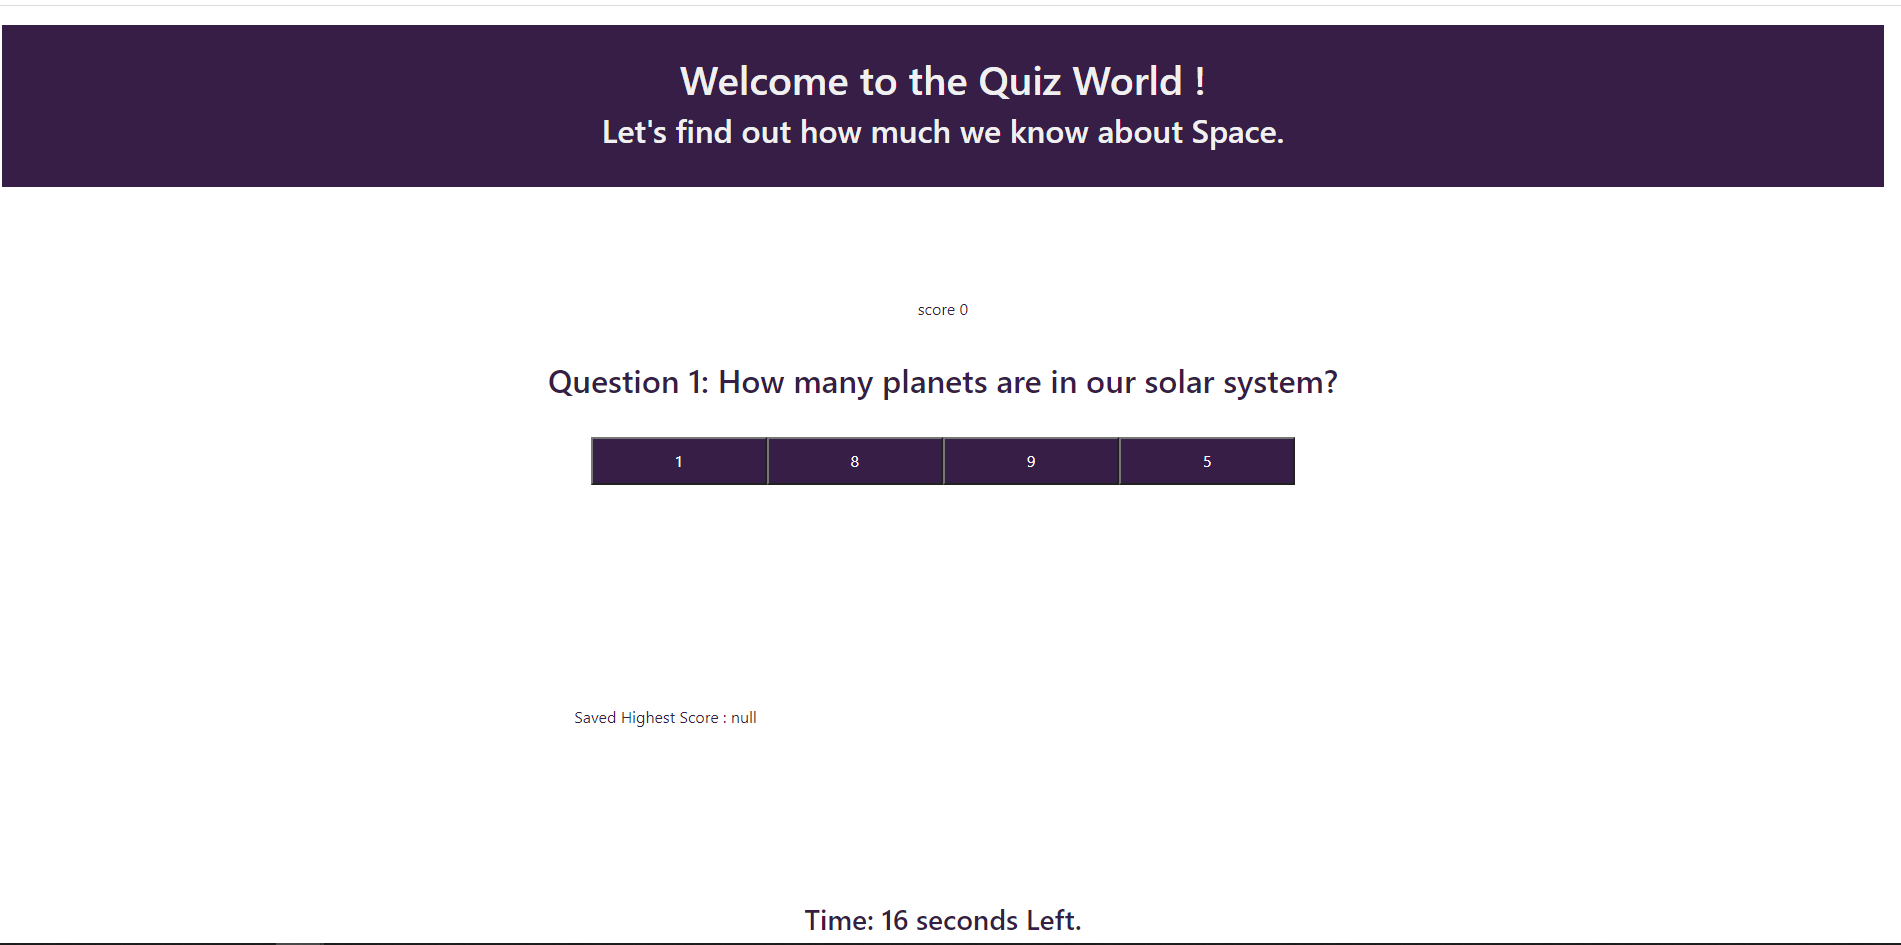 Welcome to the Quiz World !
Let's find out how much we know about Space.
score 0
Question 1: How many planets are in our solar system?
1 8 9 5
Saved Highest Score : null
Time: 16 seconds Left.